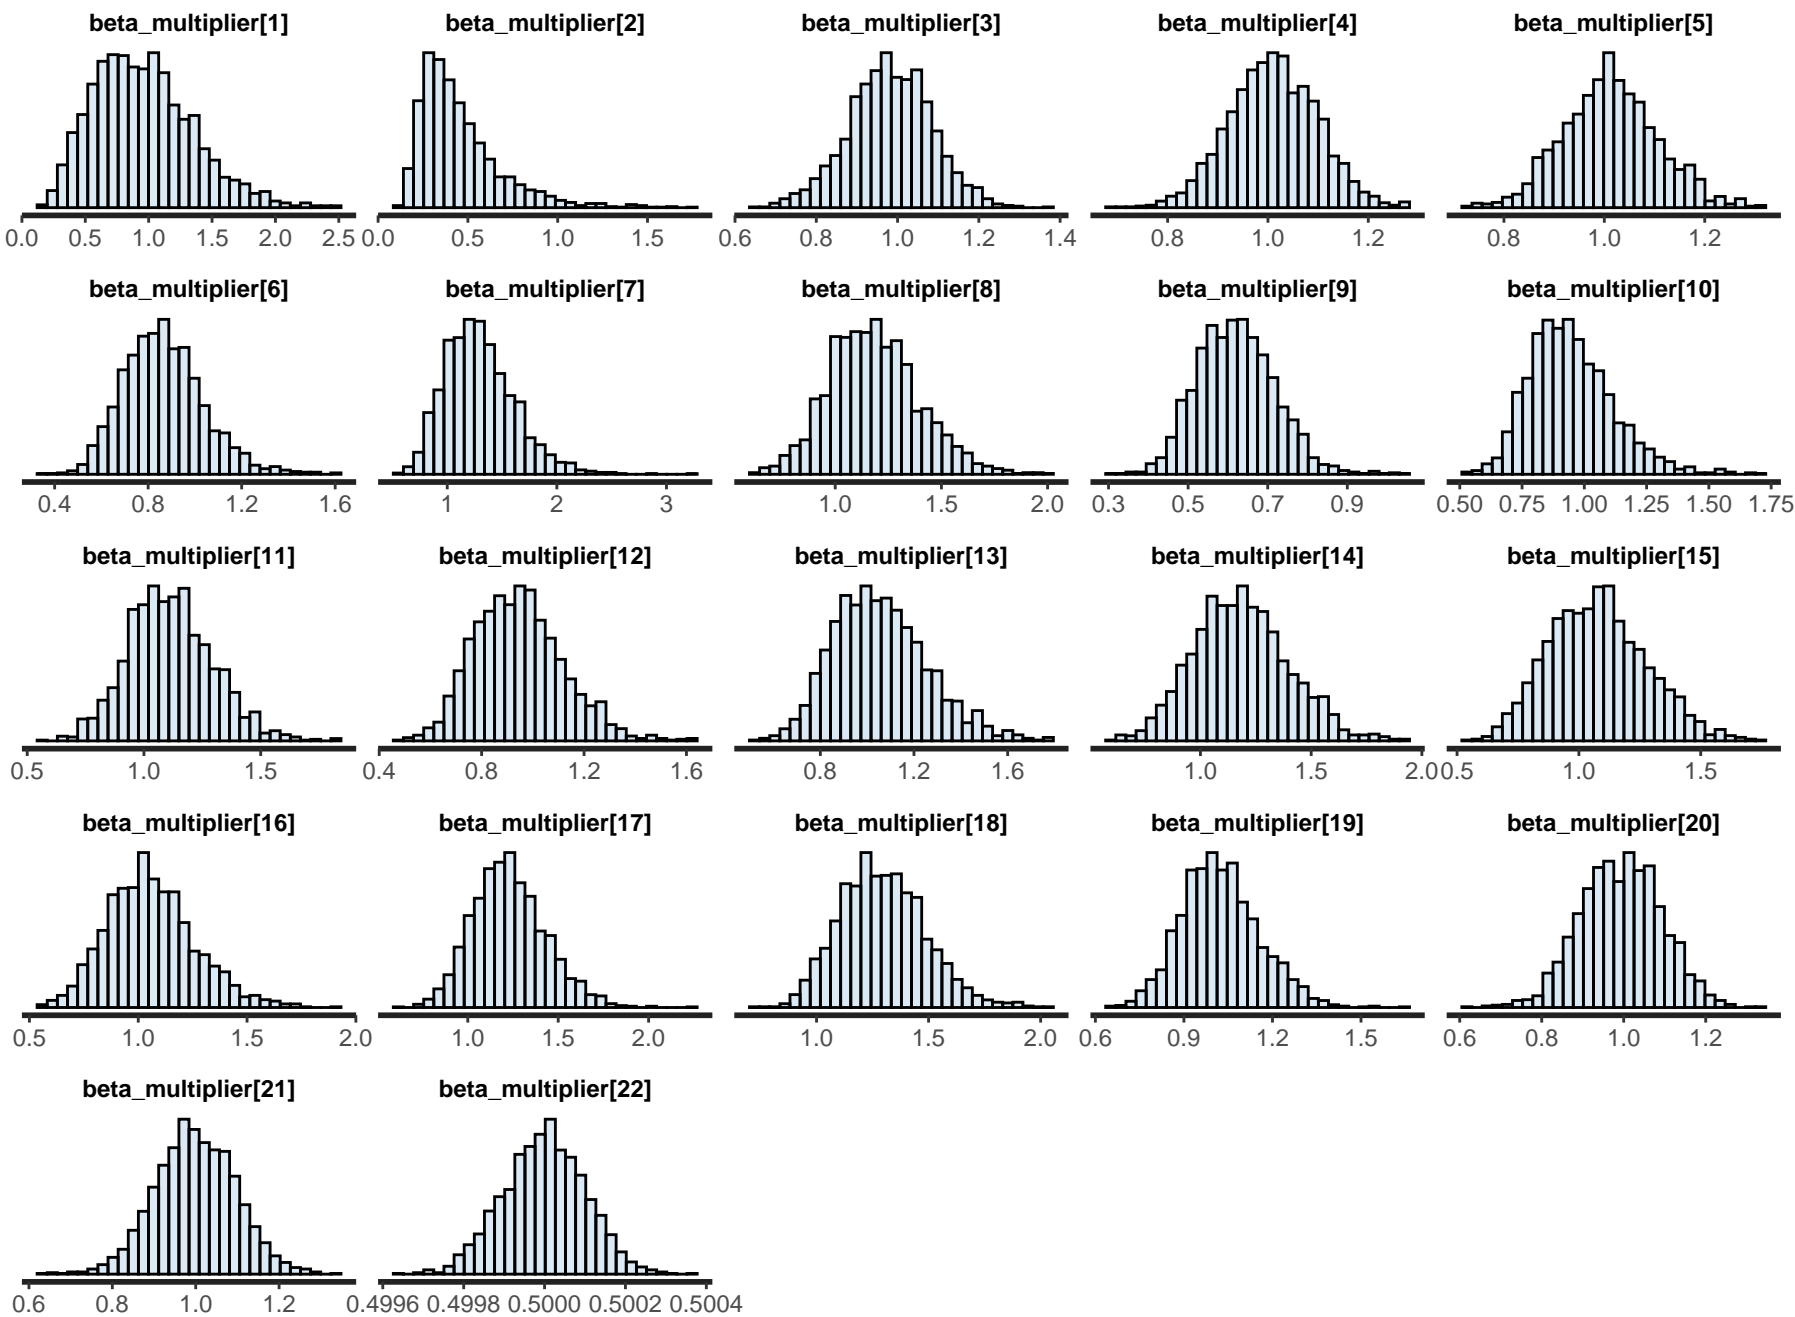 beta_multiplier[1] beta_multiplier[2] beta_multiplier[3] beta_multiplier[4] beta_multiplier[5]
0.0 0.5 1.0 1.5 2.0 2.5 0.0 0.5 1.0 1.5 0.6 0.8 1.0 1.2 1.4 0.8 1.0 1.2 0.8 1.0 1.2
beta_multiplier[6] beta_multiplier[7] beta_multiplier[8] beta_multiplier[9] beta_multiplier[10]
0.4 0.8 1.2 1.6 1 2 3 1.0 1.5 2.0 0.3 0.5 0.7 0.9 0.50 0.75 1.00 1.25 1.50 1.75
beta_multiplier[11] beta_multiplier[12] beta_multiplier[13] beta_multiplier[14] beta_multiplier[15]
0.5 1.0 1.5 0.4 0.8 1.2 1.6 0.8 1.2 1.6 1.0 1.5 2.0 0.5 1.0 1.5
beta_multiplier[16] beta_multiplier[17] beta_multiplier[18] beta_multiplier[19] beta_multiplier[20]
0.5 1.0 1.5 2.0 1.0 1.5 2.0 1.0 1.5 2.0 0.6 0.9 1.2 1.5 0.6 0.8 1.0 1.2
beta_multiplier[21] beta_multiplier[22]
0.6 0.8 1.0 1.2 0.4996 0.4998 0.5000 0.5002 0.5004